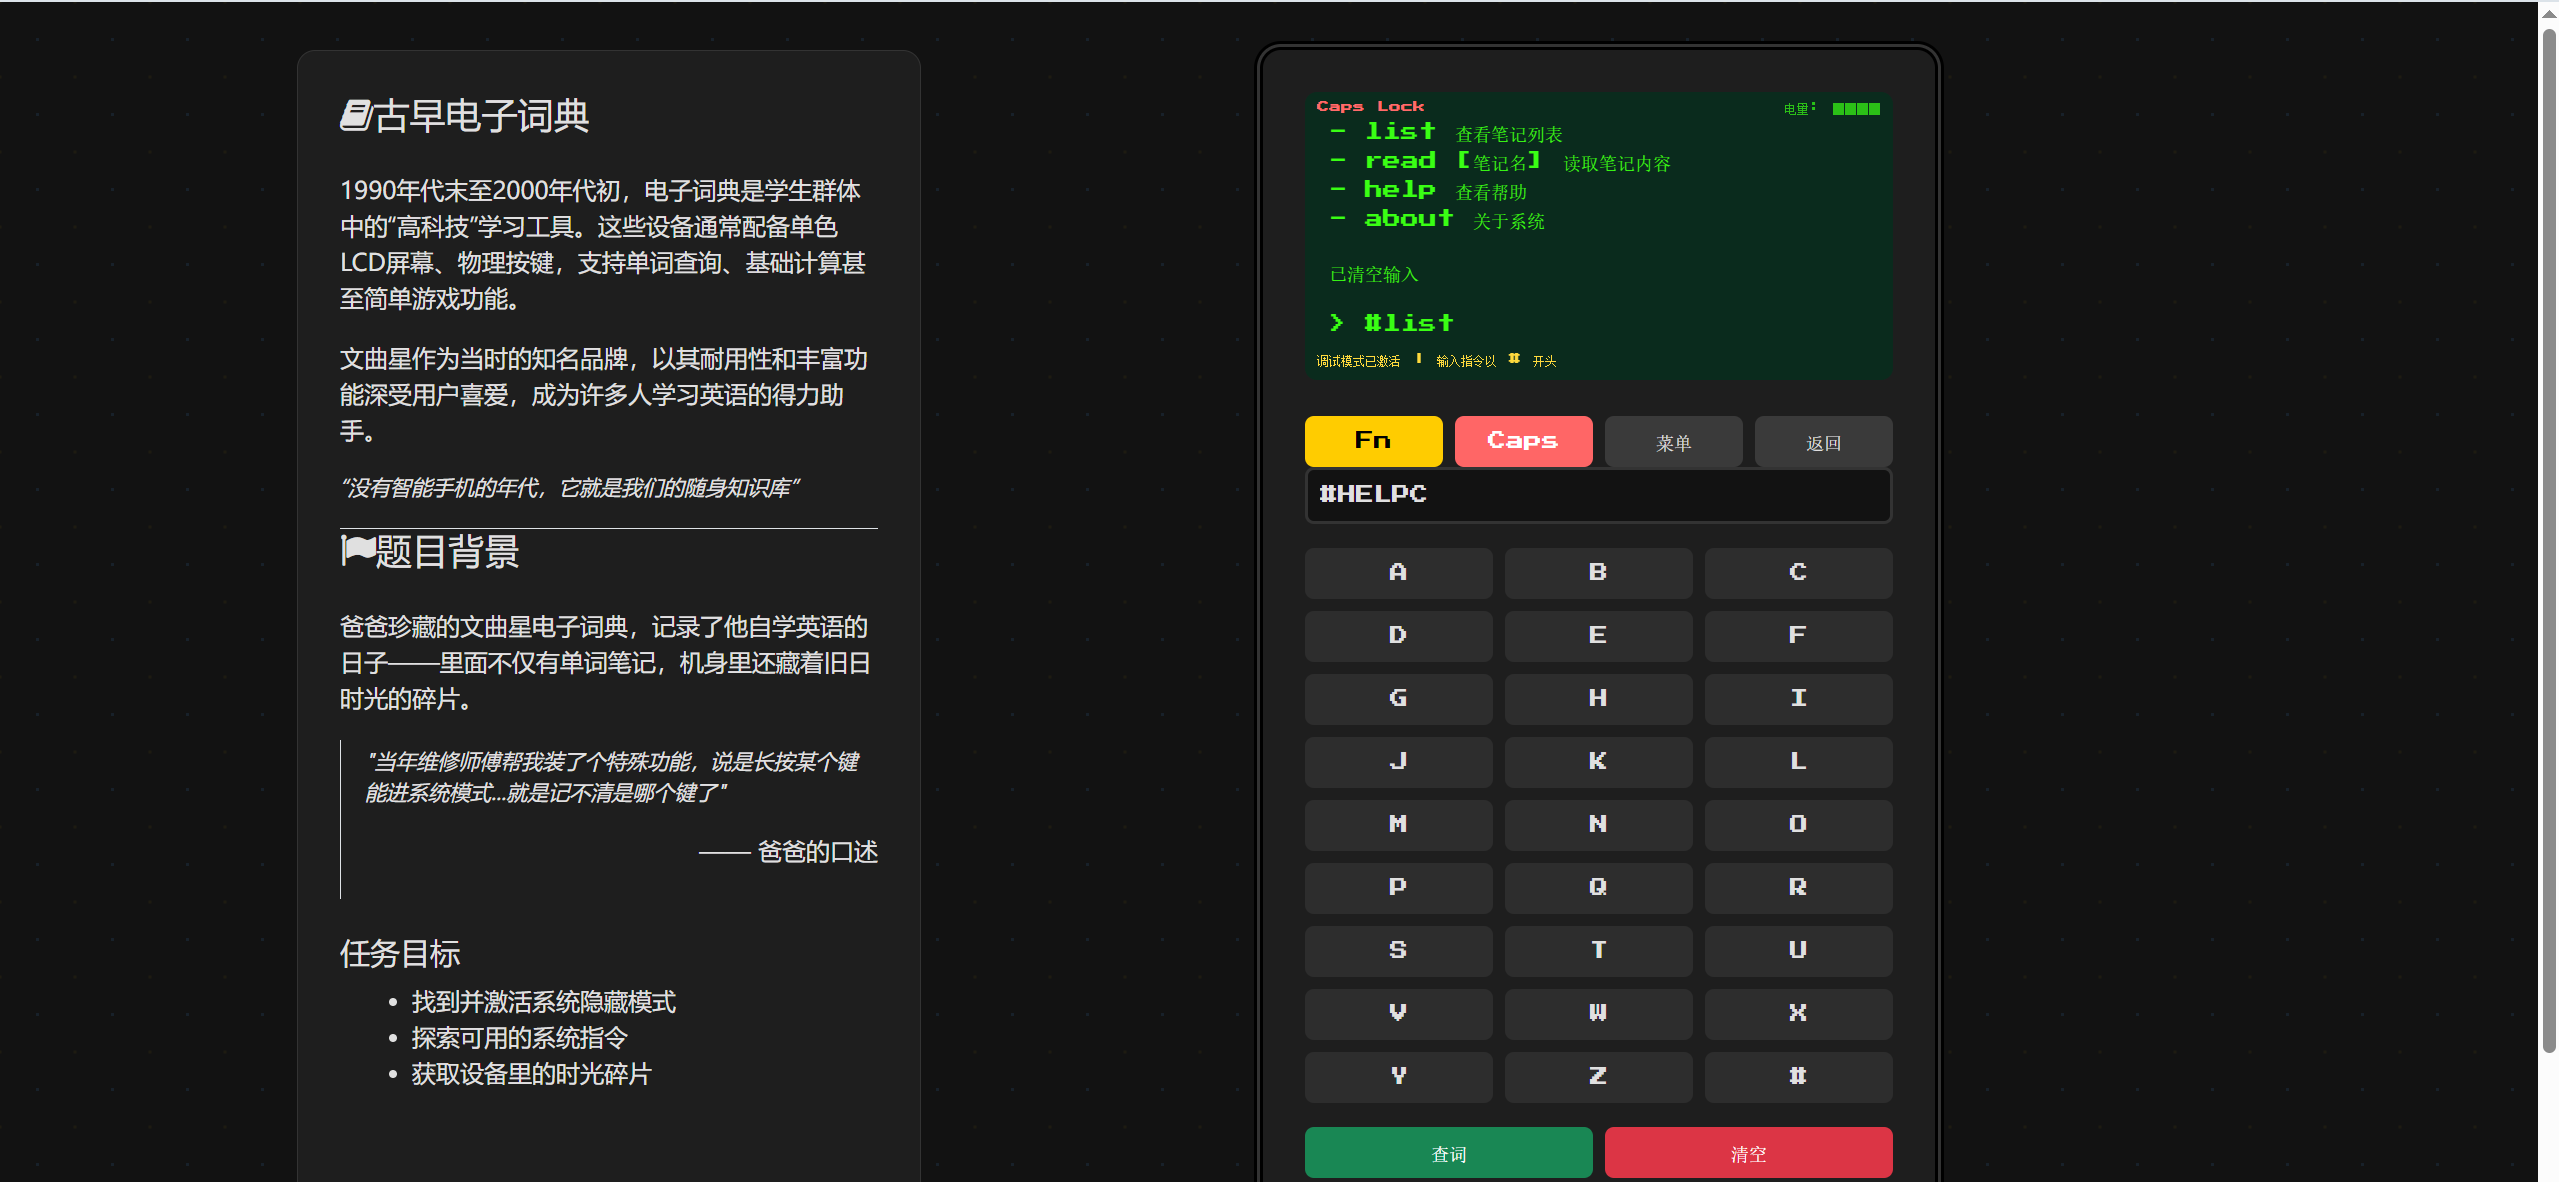 古早电子词典
1990年代末至2000年代初，电子词典是学生群体
中的“高科技”学习工具。这些设备通常配备单色
LCD屏幕、物理按键，支持单词查询、基础计算甚
至简单游戏功能。
文曲星作为当时的知名品牌，以其耐用性和丰富功
能深受用户喜爱，成为许多人学习英语的得力助
手。
“没有智能手机的年代，它就是我们的随身知识库”
题目背景
爸爸珍藏的文曲星电子词典，记录了他自学英语的
日子——里面不仅有单词笔记，机身里还藏着旧日
时光的碎片。
"当年维修师傅帮我装了个特殊功能，说是长按某个键
能进系统模式...就是记不清是哪个键了"
—— 爸爸的口述
任务目标
• 找到并激活系统隐藏模式
• 探索可用的系统指令
• 获取设备里的时光碎片
Caps Lock 电量: ■■■■
- list 查看笔记列表
- read [笔记名] 读取笔记内容
- help 查看帮助
- about 关于系统
已清空输入
> #list
调试模式已激活 | 输入指令以 # 开头
Fn Caps 菜单 返回
#HELPC
A B C
D E F
G H I
J K L
M N O
P Q R
S T U
V W X
Y Z #
查词 清空